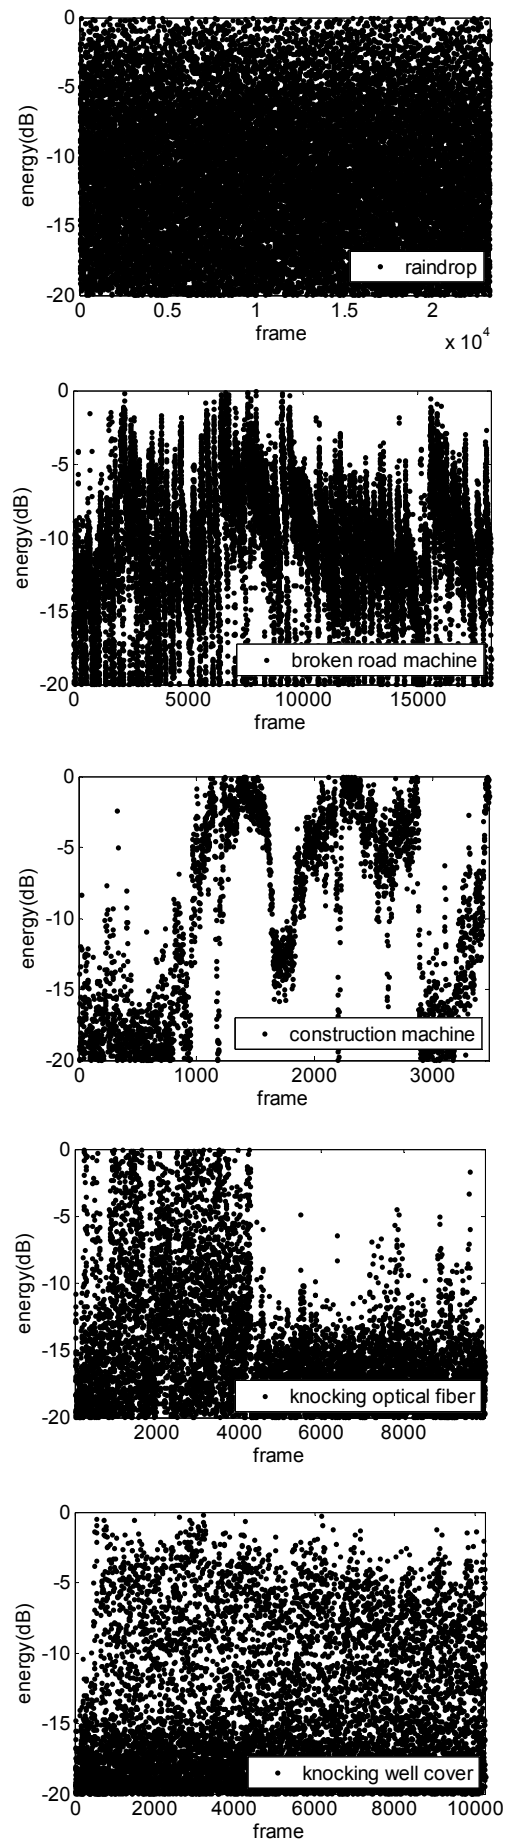 0
-5
energy(dB)
-10
-15
raindrop
-20
0 0.5 1 1.5 2
frame
x 10^4
0
-5
energy(dB)
-10
-15
broken road machine
-20
0 5000 10000 15000
frame
0
-5
energy(dB)
-10
-15
construction machine
-20
0 1000 2000 3000
frame
0
-5
energy(dB)
-10
-15
knocking optical fiber
-20
2000 4000 6000 8000
frame
0
-5
energy(dB)
-10
-15
knocking well cover
-20
0 2000 4000 6000 8000 10000
frame